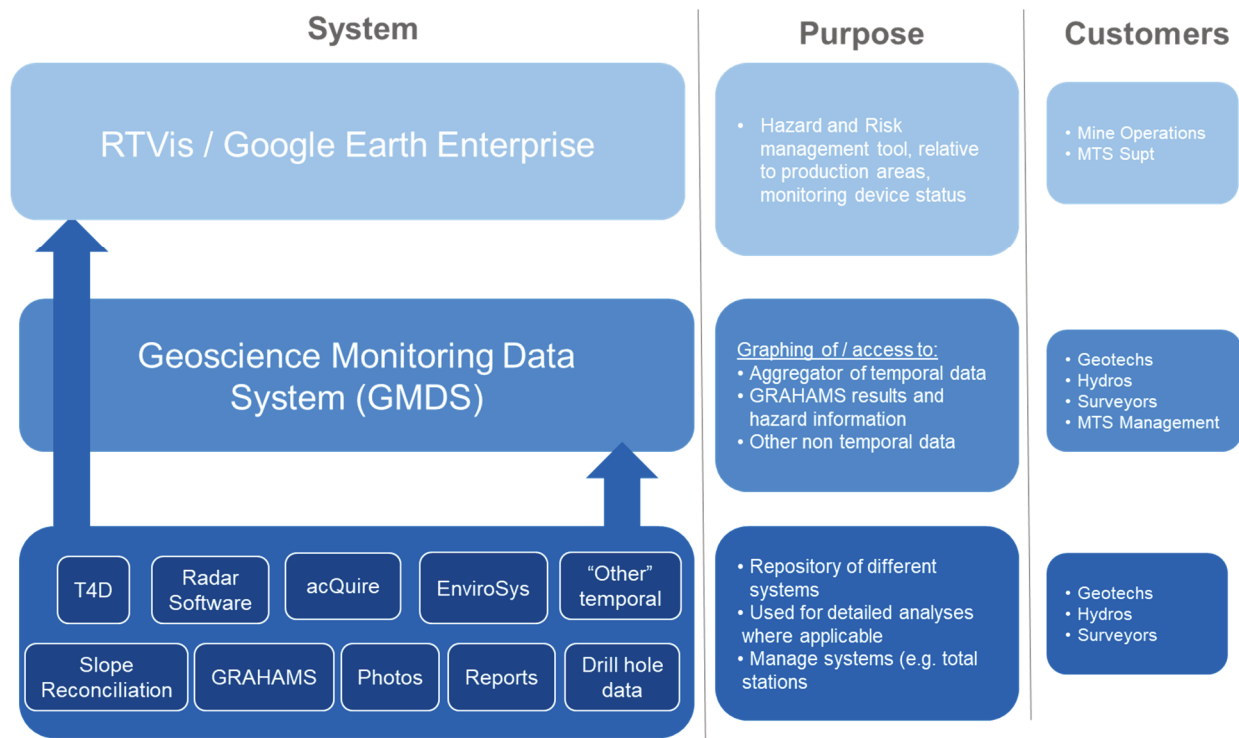 System
Purpose
Customers
RTVis / Google Earth Enterprise
• Hazard and Risk
management tool, relative
to production areas,
monitoring device status
• Mine Operations
• MTS Supt
Geoscience Monitoring Data
System (GMDS)
Graphing of / access to:
• Aggregator of temporal data
• GRAHAMS results and
hazard information
• Other non temporal data
• Geotechs
• Hydros
• Surveyors
• MTS Management
T4D
Radar
Software
acQuire
EnviroSys
“Other”
temporal
Slope
Reconciliation
GRAHAMS
Photos
Reports
Drill hole
data
• Repository of different
systems
• Used for detailed analyses
where applicable
• Manage systems (e.g. total
stations
• Geotechs
• Hydros
• Surveyors